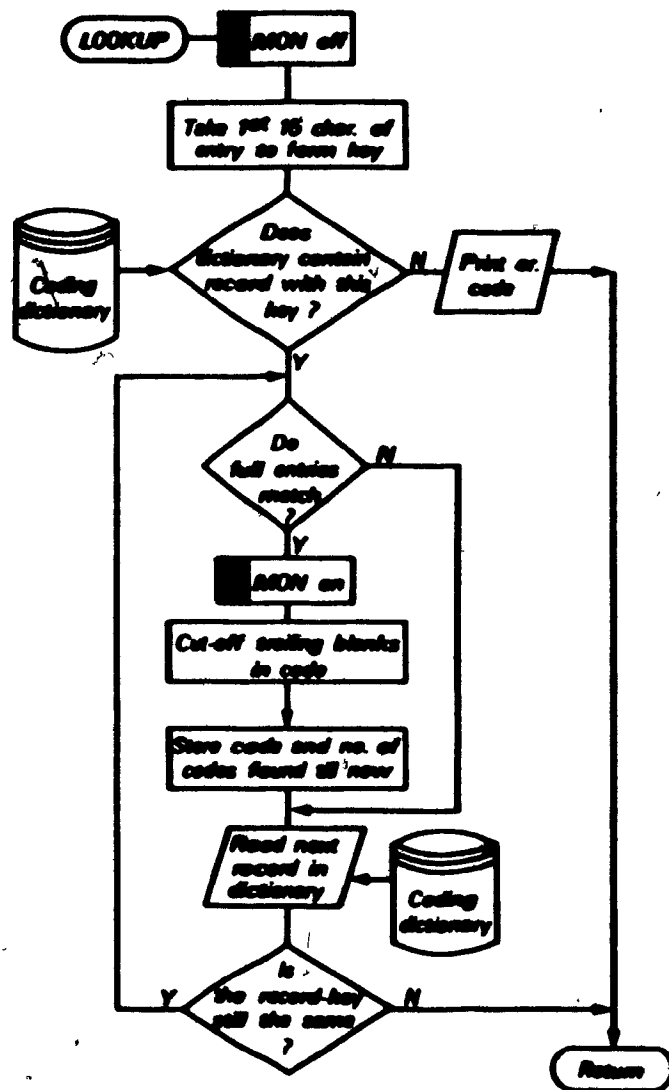 LOOKUP
MON off
Take 1st 15 char. of
entry to form key
Does
dictionary contain
record with this
key ?
Coding
dictionary
N
Print er.
code
Y
Do
full entries
match
?
N
Y
MON on
Cut-off trailing blanks
in code
Store code and no. of
codes found till now
Read next
record in
dictionary
Coding
dictionary
Is
the record-key
still the same
?
Y
N
Return